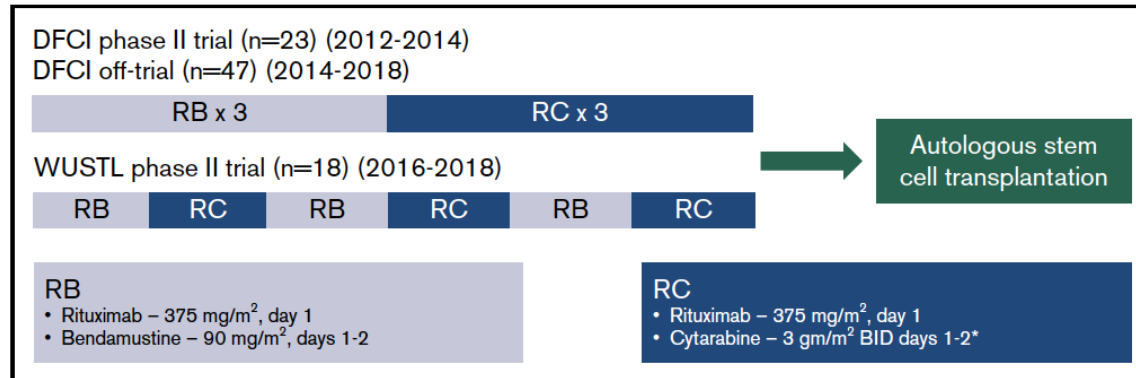 DFCI phase II trial (n=23) (2012-2014)
DFCI off-trial (n=47) (2014-2018)
RB x 3 RC x 3
WUSTL phase II trial (n=18) (2016-2018)
RB RC RB RC RB RC
Autologous stem
cell transplantation
RB
• Rituximab – 375 mg/m², day 1
• Bendamustine – 90 mg/m², days 1-2
RC
• Rituximab – 375 mg/m², day 1
• Cytarabine – 3 gm/m² BID days 1-2*